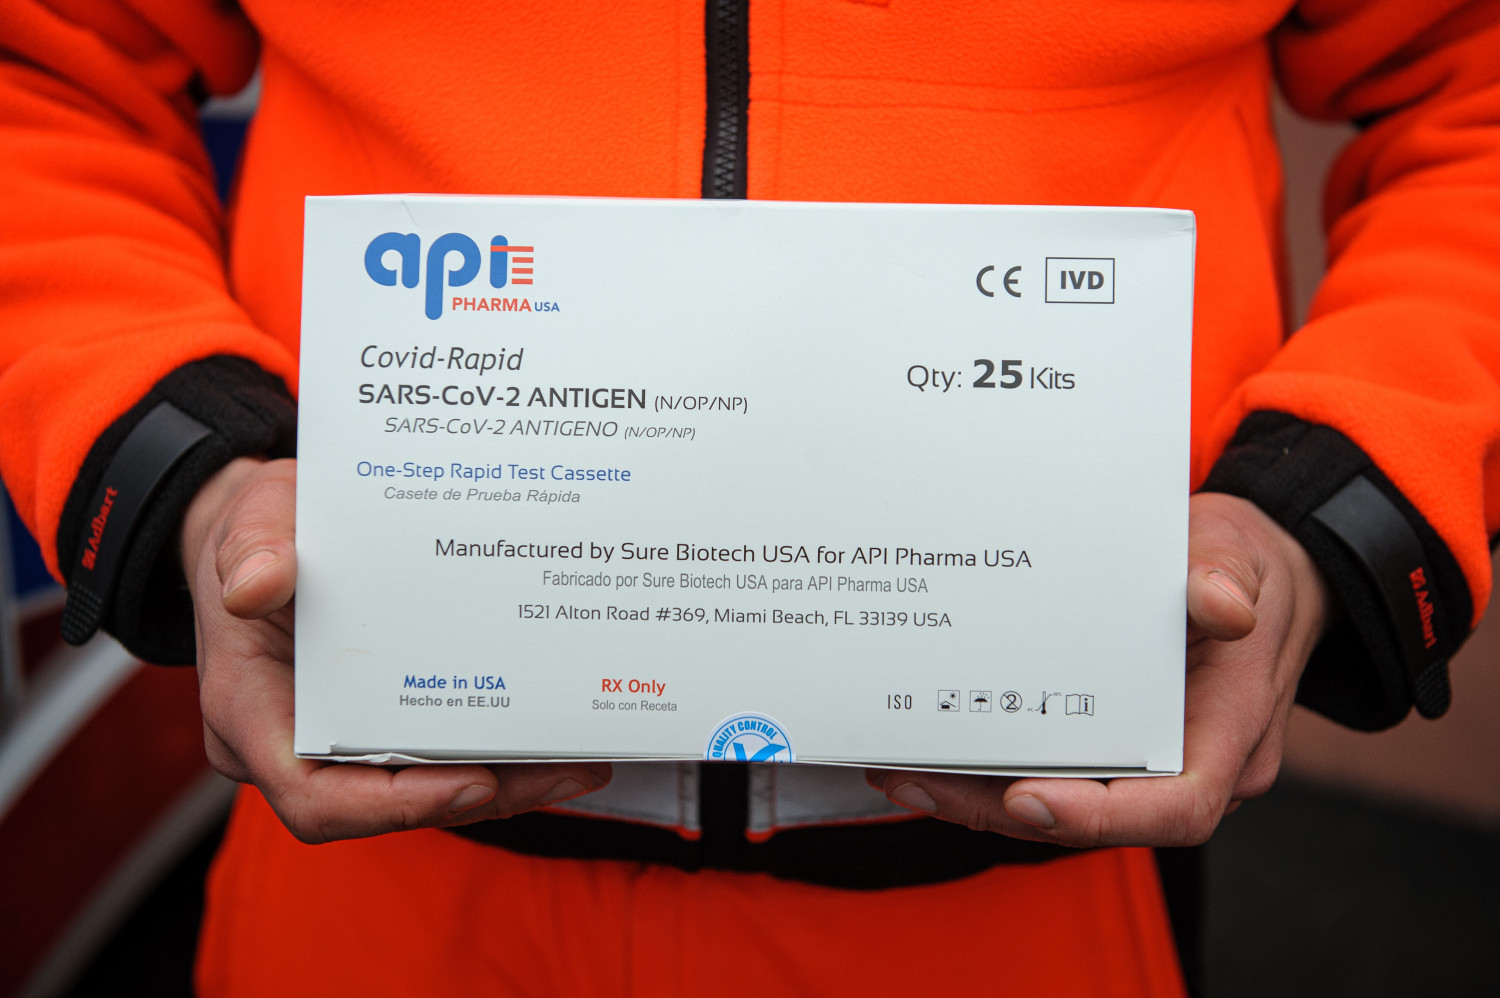 api
PHARMA USA
CE IVD
Covid-Rapid
SARS-CoV-2 ANTIGEN (N/OP/NP)
SARS-CoV-2 ANTIGENO (N/OP/NP)
Qty: 25 Kits
One-Step Rapid Test Cassette
Casete de Prueba Rápida
Manufactured by Sure Biotech USA for API Pharma USA
Fabricado por Sure Biotech USA para API Pharma USA
1521 Alton Road #369, Miami Beach, FL 33139 USA
Made in USA
Hecho en EE.UU
RX Only
Solo con Receta
ISO
2
i
QUALITY CONTROL
Adbart
Adbart